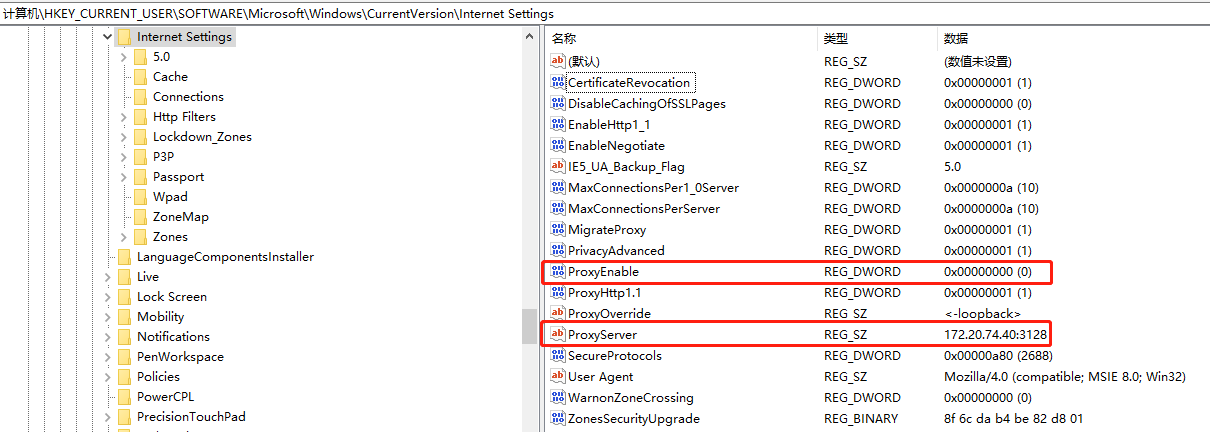 计算机\HKEY_CURRENT_USER\SOFTWARE\Microsoft\Windows\CurrentVersion\Internet Settings
Internet Settings
5.0
Cache
Connections
Http Filters
Lockdown_Zones
P3P
Passport
Wpad
ZoneMap
Zones
LanguageComponentsInstaller
Live
Lock Screen
Mobility
Notifications
PenWorkspace
Policies
PowerCPL
PrecisionTouchPad
名称 类型 数据
(默认) REG_SZ (数值未设置)
CertificateRevocation REG_DWORD 0x00000001 (1)
DisableCachingOfSSLPages REG_DWORD 0x00000000 (0)
EnableHttp1_1 REG_DWORD 0x00000001 (1)
EnableNegotiate REG_DWORD 0x00000001 (1)
IE5_UA_Backup_Flag REG_SZ 5.0
MaxConnectionsPer1_0Server REG_DWORD 0x0000000a (10)
MaxConnectionsPerServer REG_DWORD 0x0000000a (10)
MigrateProxy REG_DWORD 0x00000001 (1)
PrivacyAdvanced REG_DWORD 0x00000001 (1)
ProxyEnable REG_DWORD 0x00000000 (0)
ProxyHttp1.1 REG_DWORD 0x00000001 (1)
ProxyOverride REG_SZ <-loopback>
ProxyServer REG_SZ 172.20.74.40:3128
SecureProtocols REG_DWORD 0x00000a80 (2688)
User Agent REG_SZ Mozilla/4.0 (compatible; MSIE 8.0; Win32)
WarnonZoneCrossing REG_DWORD 0x00000000 (0)
ZonesSecurityUpgrade REG_BINARY 8f 6c da b4 be 82 d8 01